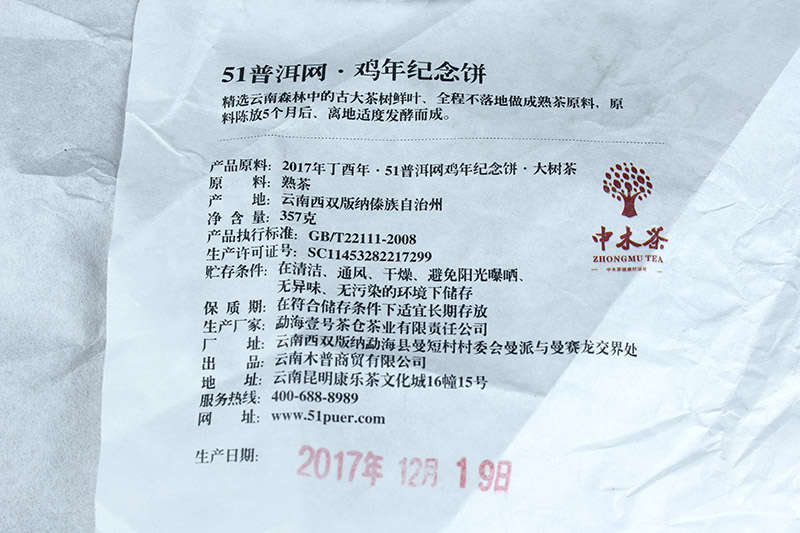 51普洱网·鸡年纪念饼
精选云南森林中的古大茶树鲜叶、全程不落地做成熟茶原料，原
料陈放5个月后、离地适度发酵而成。
产品原料：2017年丁酉年·51普洱网鸡年纪念饼·大树茶
原 料：熟茶
产 地：云南西双版纳傣族自治州
净 含 量：357克
产品执行标准：GB/T22111-2008
生产许可证号：SC11453282217299
贮存条件：在清洁、通风、干燥、避免阳光曝晒、
无异味、无污染的环境下储存
保 质 期：在符合储存条件下适宜长期存放
生产厂家：勐海壹号茶仓茶业有限责任公司
厂 址：云南西双版纳勐海县曼短村村委会曼派与曼赛龙交界处
出 品：云南木普商贸有限公司
地 址：云南昆明康乐茶文化城16幢15号
服务热线：400-688-8989
网 址：www.51puer.com
生产日期：
2017年 12月 19日
中木茶
ZHONGMU TEA